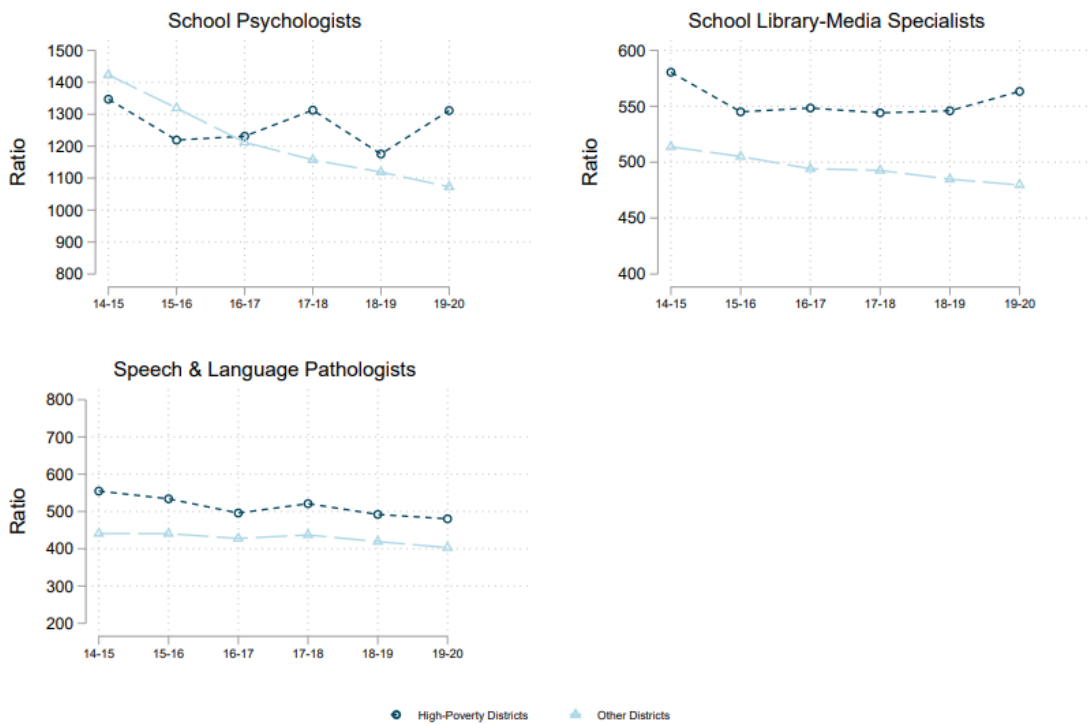 School Psychologists
1500
1400
1300
1200
1100
1000
900
800
Ratio
14-15 15-16 16-17 17-18 18-19 19-20
School Library-Media Specialists
600
550
500
450
400
Ratio
14-15 15-16 16-17 17-18 18-19 19-20
Speech & Language Pathologists
800
700
600
500
400
300
200
Ratio
14-15 15-16 16-17 17-18 18-19 19-20
High-Poverty Districts Other Districts